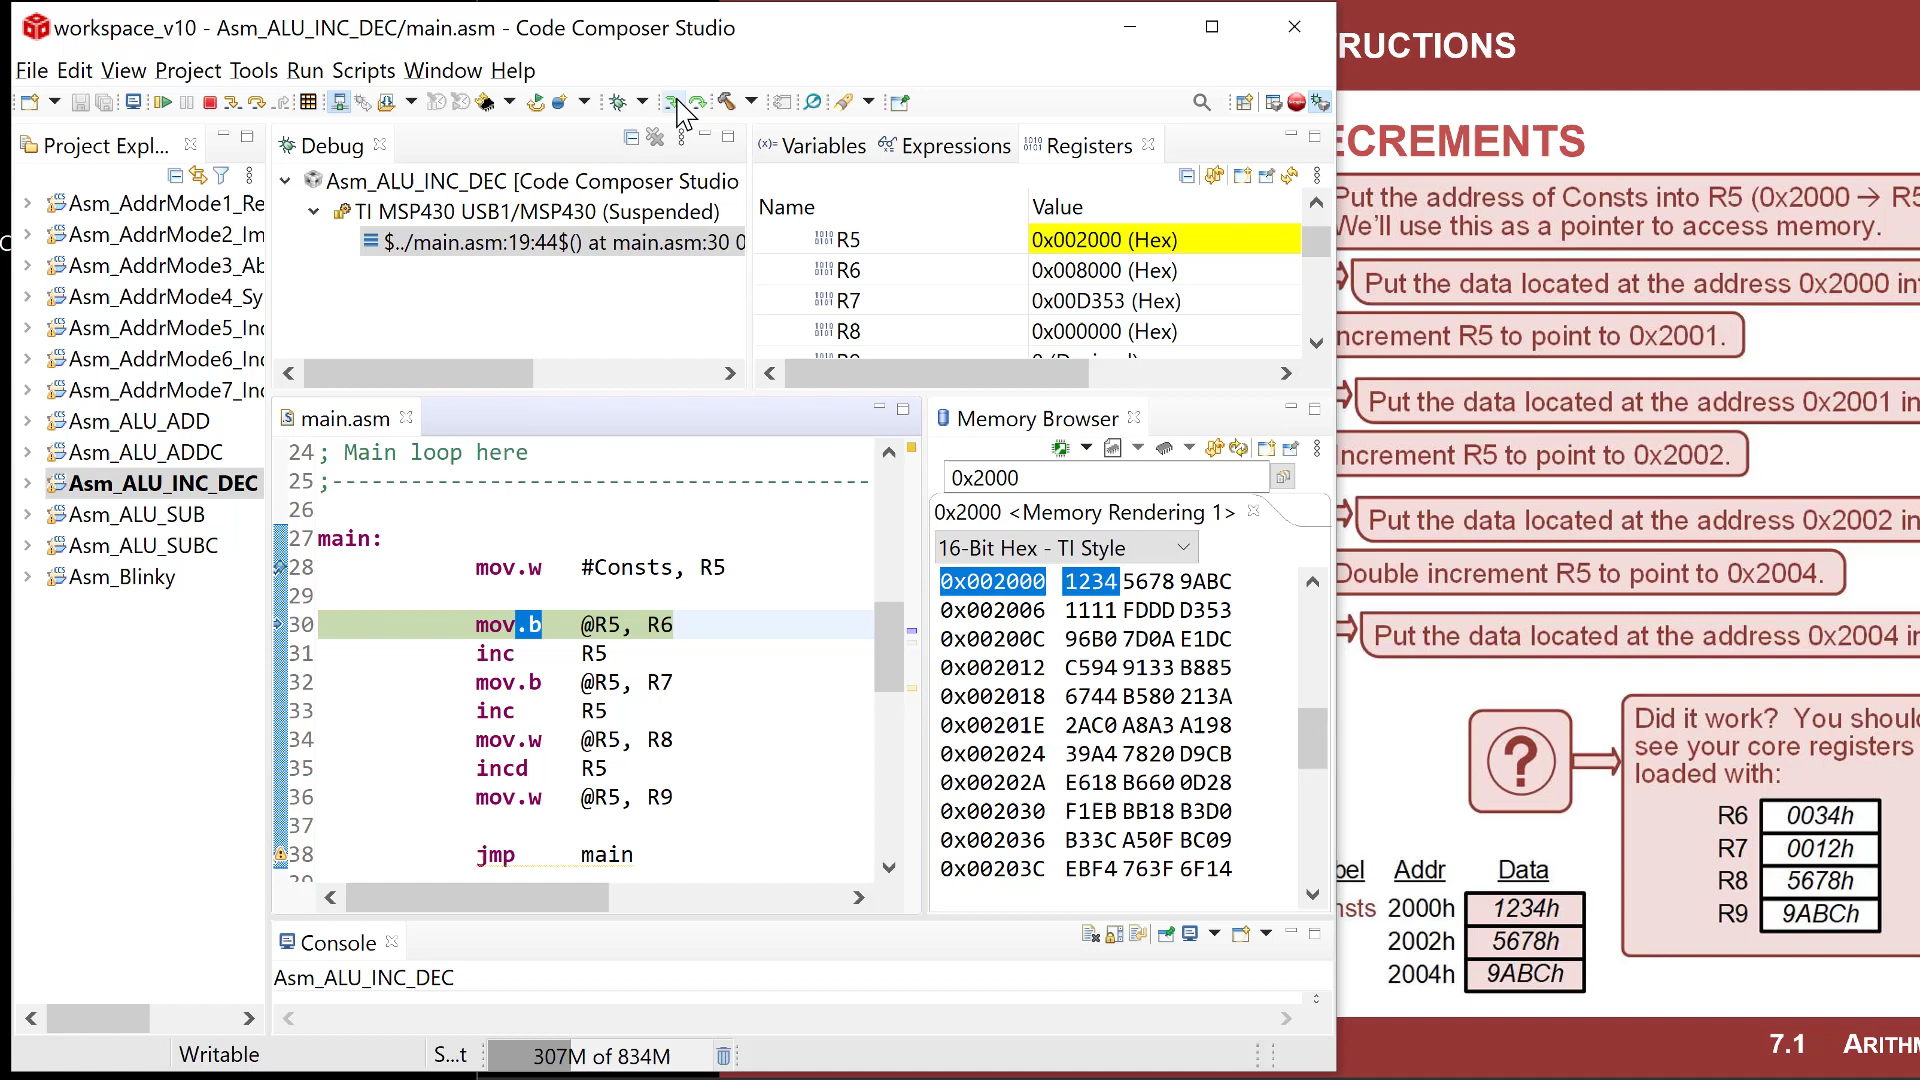 workspace_v10 - Asm_ALU_INC_DEC/main.asm - Code Composer Studio
File Edit View Project Tools Run Scripts Window Help
Project Expl...
Asm_AddrMode1_Re
Asm_AddrMode2_Im
Asm_AddrMode3_Ab
Asm_AddrMode4_Sy
Asm_AddrMode5_Inc
Asm_AddrMode6_Inc
Asm_AddrMode7_Inc
Asm_ALU_ADD
Asm_ALU_ADDC
Asm_ALU_INC_DEC
Asm_ALU_SUB
Asm_ALU_SUBC
Asm_Blinky
Debug
Asm_ALU_INC_DEC [Code Composer Studio
TI MSP430 USB1/MSP430 (Suspended)
$../main.asm:19:44$() at main.asm:30 0
(x)= Variables
Expressions
Registers
Name Value
R5 0x002000 (Hex)
R6 0x008000 (Hex)
R7 0x00D353 (Hex)
R8 0x000000 (Hex)
main.asm
24 ; Main loop here
25 ;-----------------------------------------
26
27 main:
28 mov.w #Consts, R5
29
30 mov.b @R5, R6
31 inc R5
32 mov.b @R5, R7
33 inc R5
34 mov.w @R5, R8
35 incd R5
36 mov.w @R5, R9
37
38 jmp main
Memory Browser
0x2000
0x2000 <Memory Rendering 1>
16-Bit Hex - TI Style
0x002000 1234 5678 9ABC
0x002006 1111 FDDD D353
0x00200C 96B0 7D0A E1DC
0x002012 C594 9133 B885
0x002018 6744 B580 213A
0x00201E 2AC0 A8A3 A198
0x002024 39A4 7820 D9CB
0x00202A E618 B660 0D28
0x002030 F1EB BB18 B3D0
0x002036 B33C A50F BC09
0x00203C EBF4 763F 6F14
Console
Asm_ALU_INC_DEC
Writable
S...t
307M of 834M
RUCTIONS
ECREMENTS
Put the address of Consts into R5 (0x2000 → R5
We'll use this as a pointer to access memory.
Put the data located at the address 0x2000 in
ncrement R5 to point to 0x2001.
Put the data located at the address 0x2001 in
ncrement R5 to point to 0x2002.
Put the data located at the address 0x2002 in
Double increment R5 to point to 0x2004.
Put the data located at the address 0x2004 in
?
Did it work? You shoul
see your core registers
loaded with:
R6 0034h
R7 0012h
R8 5678h
R9 9ABCh
bel Addr Data
nsts 2000h 1234h
2002h 5678h
2004h 9ABCh
7.1 ARITHM